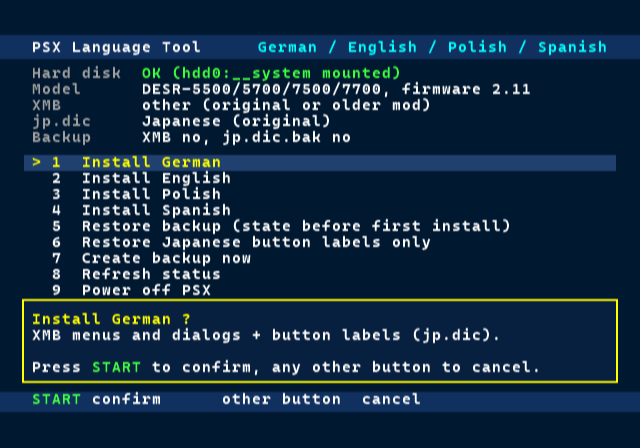 PSX Language Tool German / English / Polish / Spanish
Hard disk OK (hdd0:__system mounted)
Model DESR-5500/5700/7500/7700, firmware 2.11
XMB other (original or older mod)
jp.dic Japanese (original)
Backup XMB no, jp.dic.bak no
> 1 Install German
2 Install English
3 Install Polish
4 Install Spanish
5 Restore backup (state before first install)
6 Restore Japanese button labels only
7 Create backup now
8 Refresh status
9 Power off PSX
Install German ?
XMB menus and dialogs + button labels (jp.dic).
Press START to confirm, any other button to cancel.
START confirm other button cancel